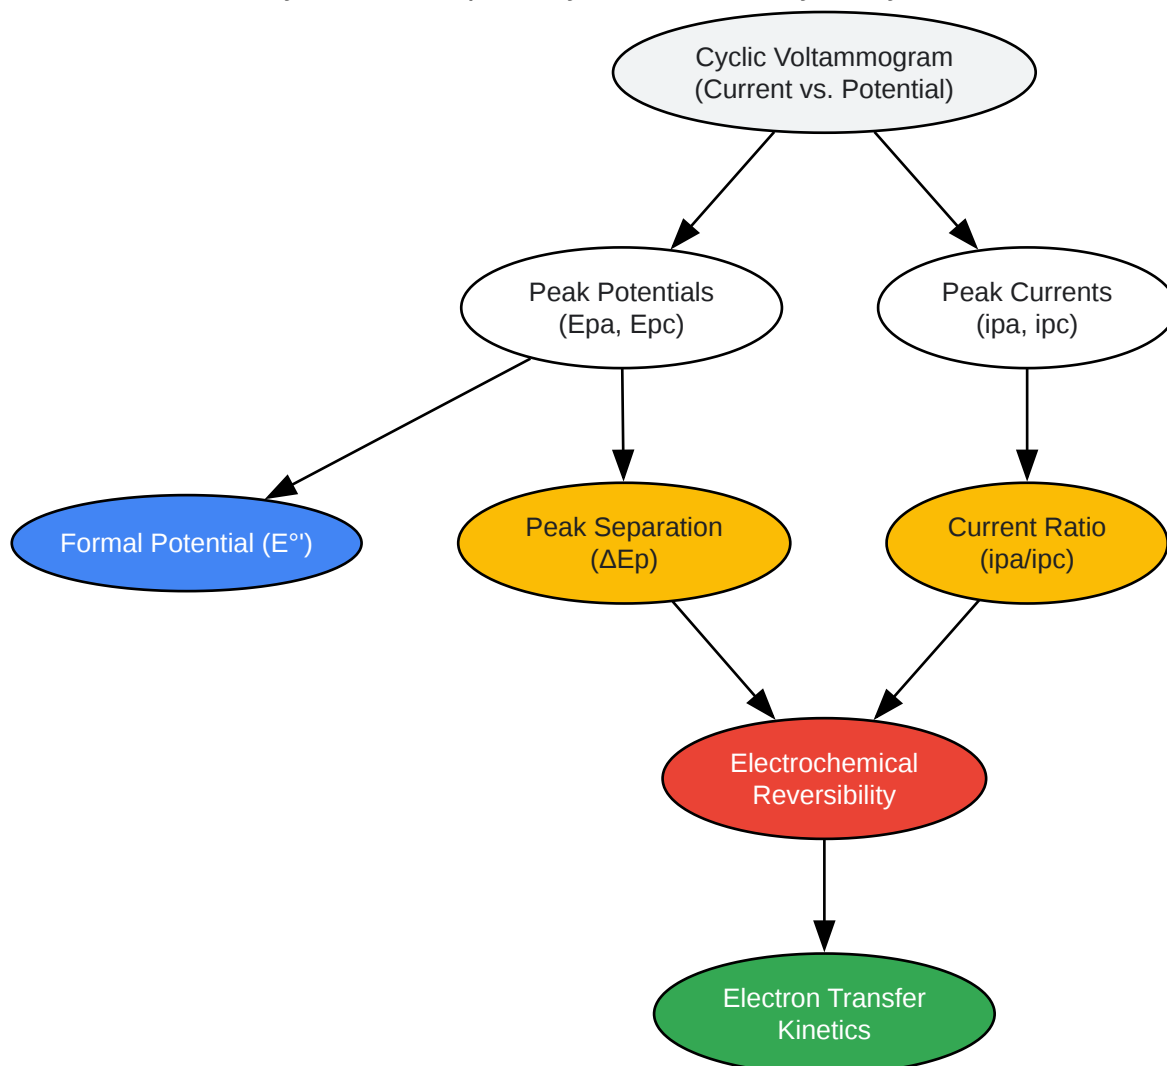 Cyclic Voltammogram
(Current vs. Potential)
Peak Potentials
(Epa, Epc)
Peak Currents
(ipa, ipc)
Formal Potential (E°')
Peak Separation
(ΔEp)
Current Ratio
(ipa/ipc)
Electrochemical
Reversibility
Electron Transfer
Kinetics